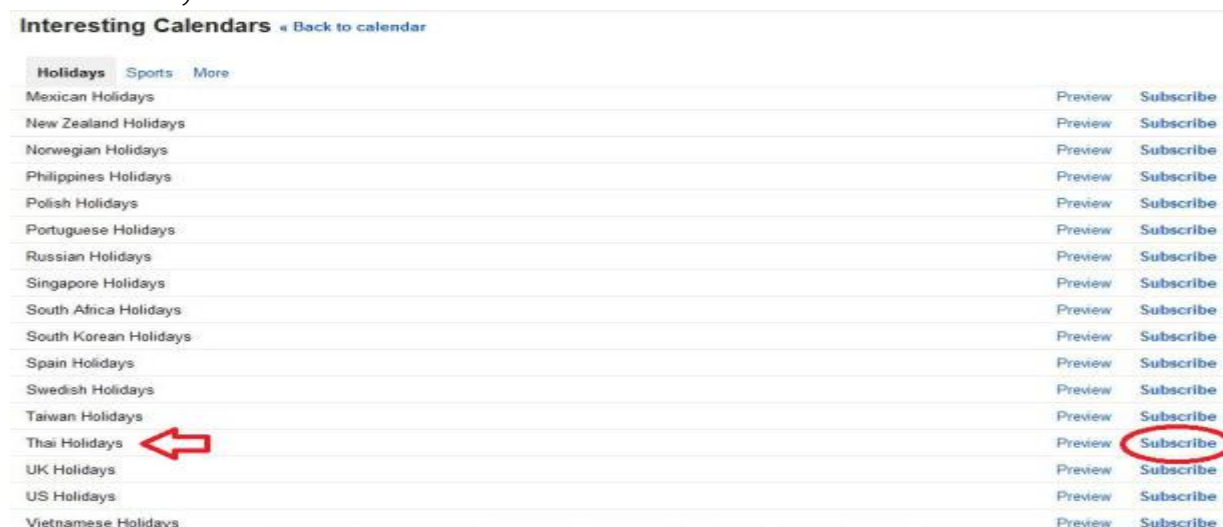 Interesting Calendars « Back to calendar
Holidays Sports More
Mexican Holidays Preview Subscribe
New Zealand Holidays Preview Subscribe
Norwegian Holidays Preview Subscribe
Philippines Holidays Preview Subscribe
Polish Holidays Preview Subscribe
Portuguese Holidays Preview Subscribe
Russian Holidays Preview Subscribe
Singapore Holidays Preview Subscribe
South Africa Holidays Preview Subscribe
South Korean Holidays Preview Subscribe
Spain Holidays Preview Subscribe
Swedish Holidays Preview Subscribe
Taiwan Holidays Preview Subscribe
Thai Holidays Preview Subscribe
UK Holidays Preview Subscribe
US Holidays Preview Subscribe
Vietnamese Holidays Preview Subscribe